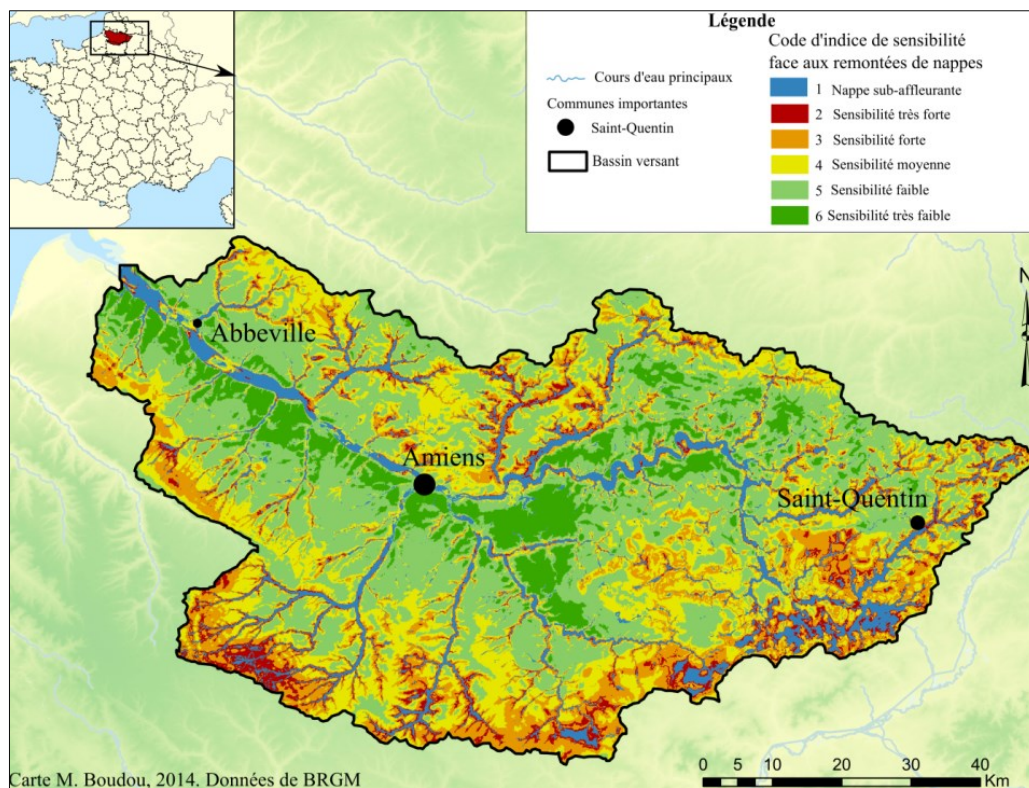 Légende
Code d'indice de sensibilité
face aux remontées de nappes
Cours d'eau principaux
Communes importantes
Saint-Quentin
Bassin versant
1 Nappe sub-affleurante
2 Sensibilité très forte
3 Sensibilité forte
4 Sensibilité moyenne
5 Sensibilité faible
6 Sensibilité très faible
N
Abbeville
Amiens
Saint-Quentin
Carte M. Boudou, 2014. Données de BRGM
0 5 10 20 30 40
Km